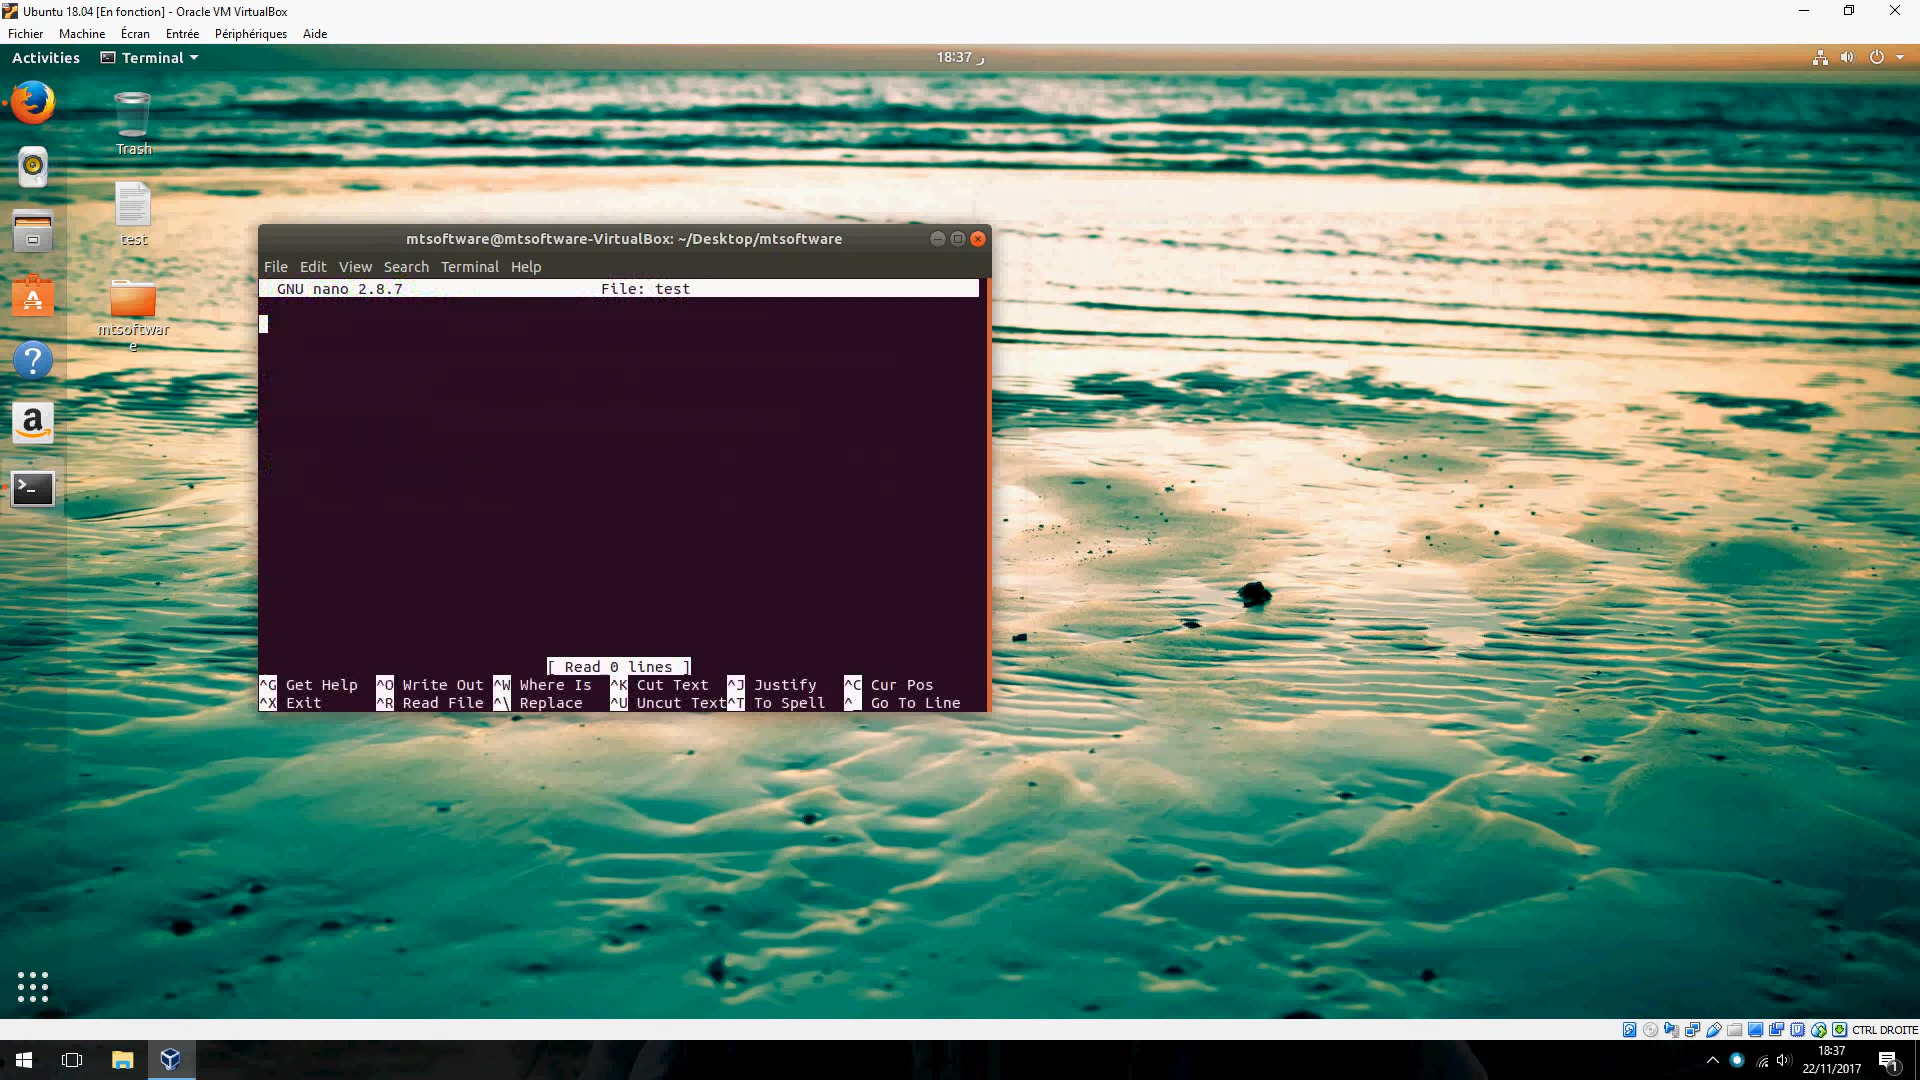 Ubuntu 18.04 [En fonction] - Oracle VM VirtualBox
Fichier Machine Écran Entrée Périphériques Aide
Activities Terminal 18:37 ر
Trash
test
mtsoftwar
e
mtsoftware@mtsoftware-VirtualBox: ~/Desktop/mtsoftware
File Edit View Search Terminal Help
GNU nano 2.8.7 File: test
[ Read 0 lines ]
^G Get Help ^O Write Out ^W Where Is ^K Cut Text ^J Justify ^C Cur Pos
^X Exit ^R Read File ^\ Replace ^U Uncut Text ^T To Spell ^_ Go To Line
CTRL DROITE
18:37
22/11/2017
1